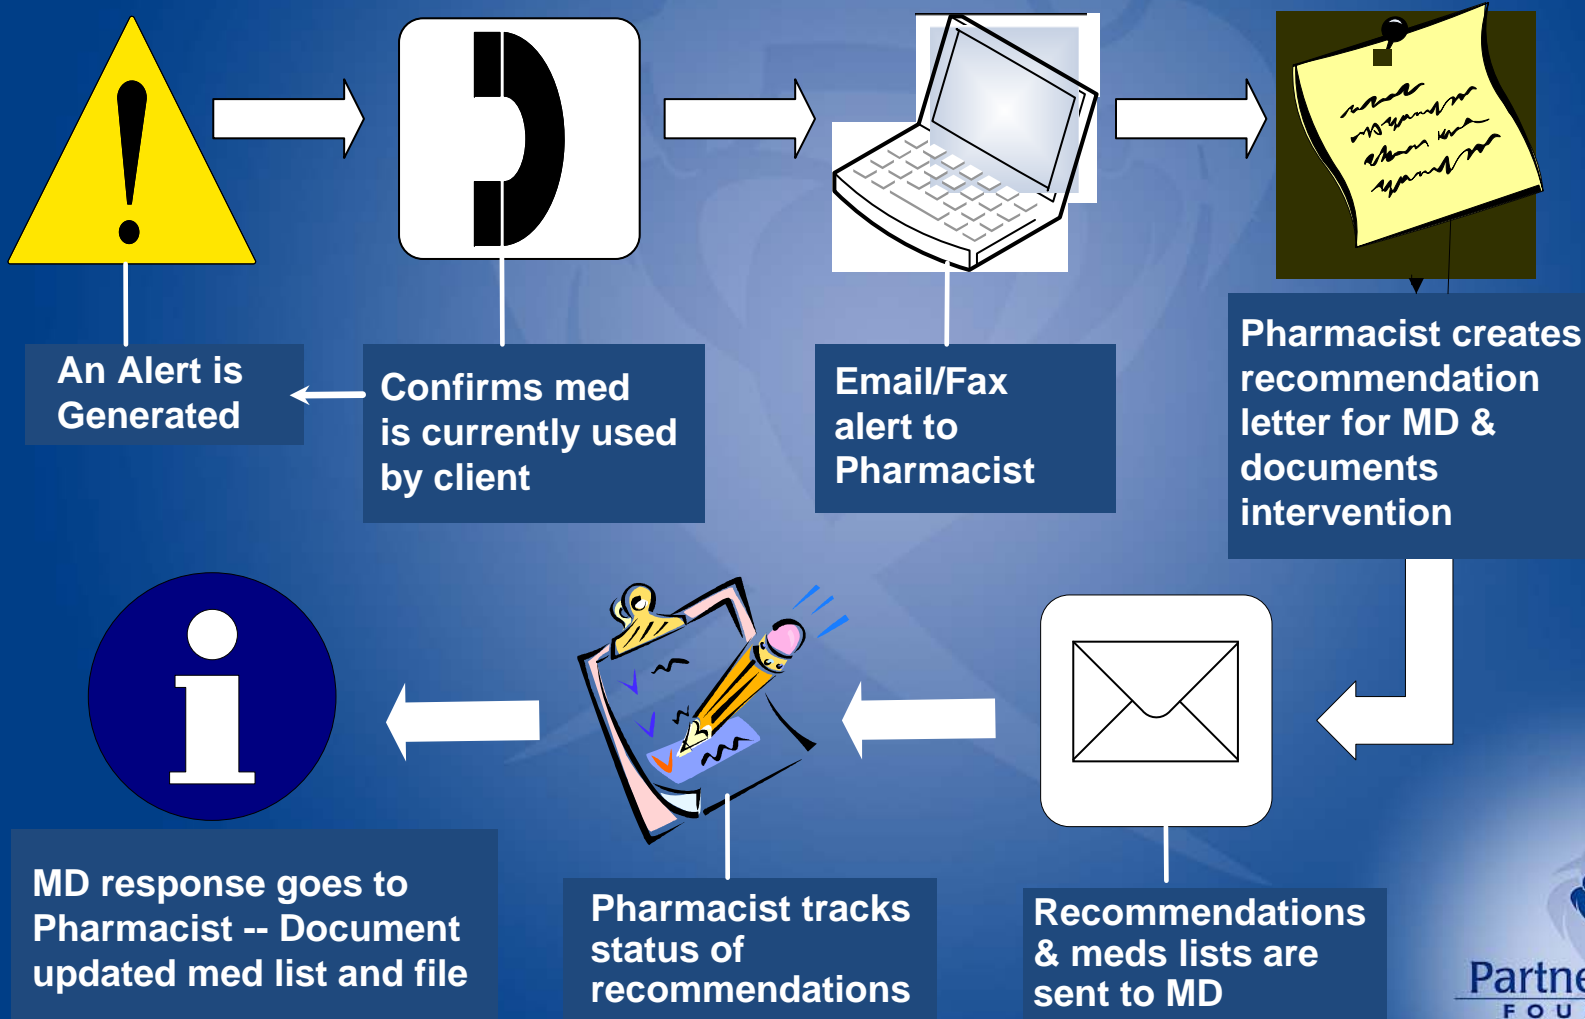 An Alert is
Generated
Confirms med
is currently used
by client
Email/Fax
alert to
Pharmacist
Pharmacist creates
recommendation
letter for MD &
documents
intervention
MD response goes to
Pharmacist -- Document
updated med list and file
Pharmacist tracks
status of
recommendations
Recommendations
& meds lists are
sent to MD